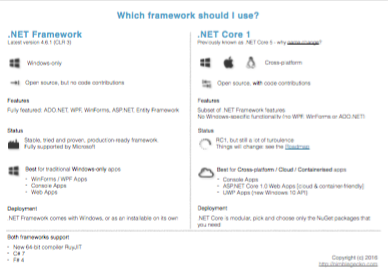 Which framework should I use?
.NET Framework
Latest version 4.6.1 (CLR 3)
Windows-only
Open source, but no code contributions
Features
Fully featured: ADO.NET, WPF, WinForms, ASP.NET, Entity Framework
Status
Stable, tried and proven, production-ready framework.
Fully supported by Microsoft
Best for traditional Windows-only apps
• WinForms / WPF Apps
• Console Apps
• Web Apps
Deployment
.NET Framework comes with Windows, or as an installable on its own
.NET Core 1
Previously known as .NET Core 5 - why name change?
Cross-platform
Open source, with code contributions
Features
Subset of .NET Framework features
No Windows-specific functionality (no WPF, WinForms or ADO.NET)
Status
RC1, but still a lot of turbulence
Things will change: see the Roadmap
Best for Cross-platform / Cloud / Containerised apps
• Console Apps
• ASP.NET Core 1.0 Web Apps [cloud & container-friendly]
• UWP Apps [new Windows 10 API]
Deployment
.NET Core is modular, pick and choose only the NuGet packages that
you need
Both frameworks support
• New 64-bit compiler RyuJIT
• C# 7
• F# 4
Copyright (c) 2016